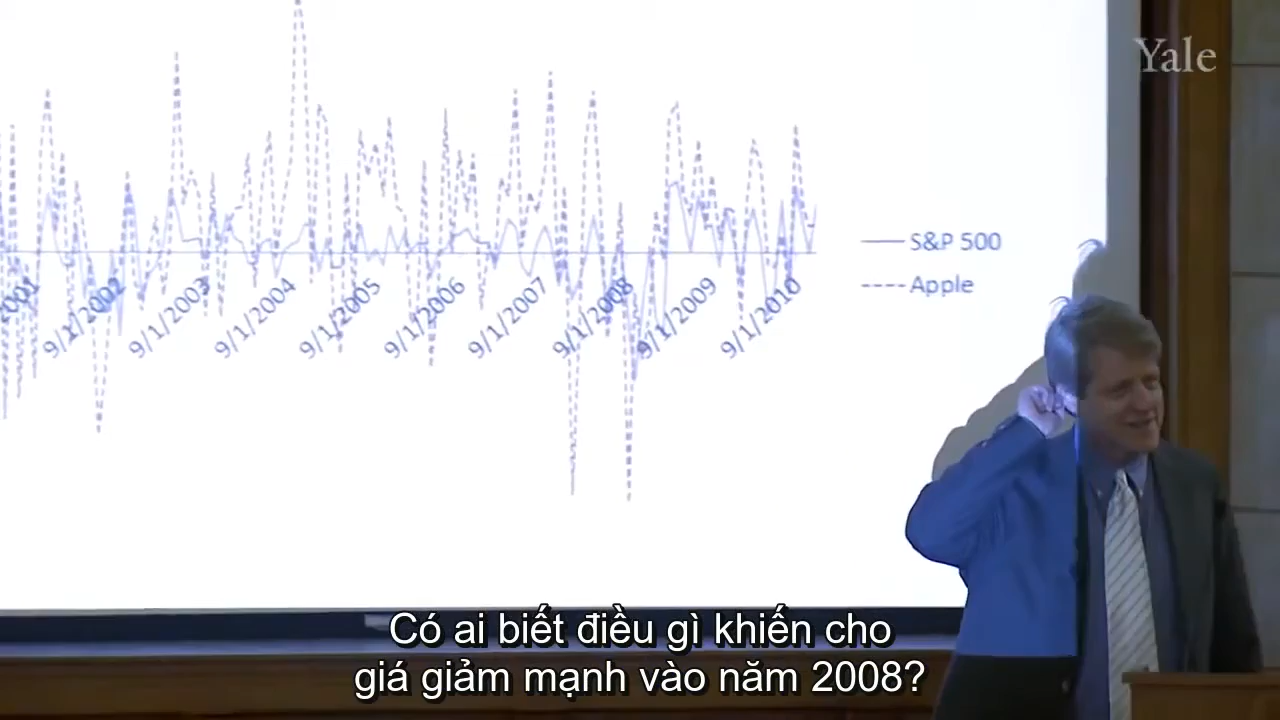 Yale
S&P 500
Apple
9/1/2002
9/1/2003
9/1/2004
9/1/2005
9/1/2006
9/1/2007
9/1/2008
9/1/2009
9/1/2010
Có ai biết điều gì khiến cho
giá giảm mạnh vào năm 2008?